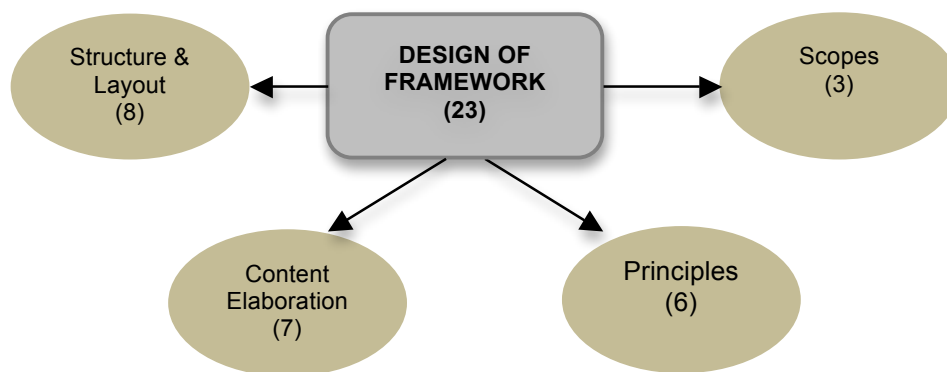 Structure &
Layout
(8)
DESIGN OF
FRAMEWORK
(23)
Scopes
(3)
Content
Elaboration
(7)
Principles
(6)